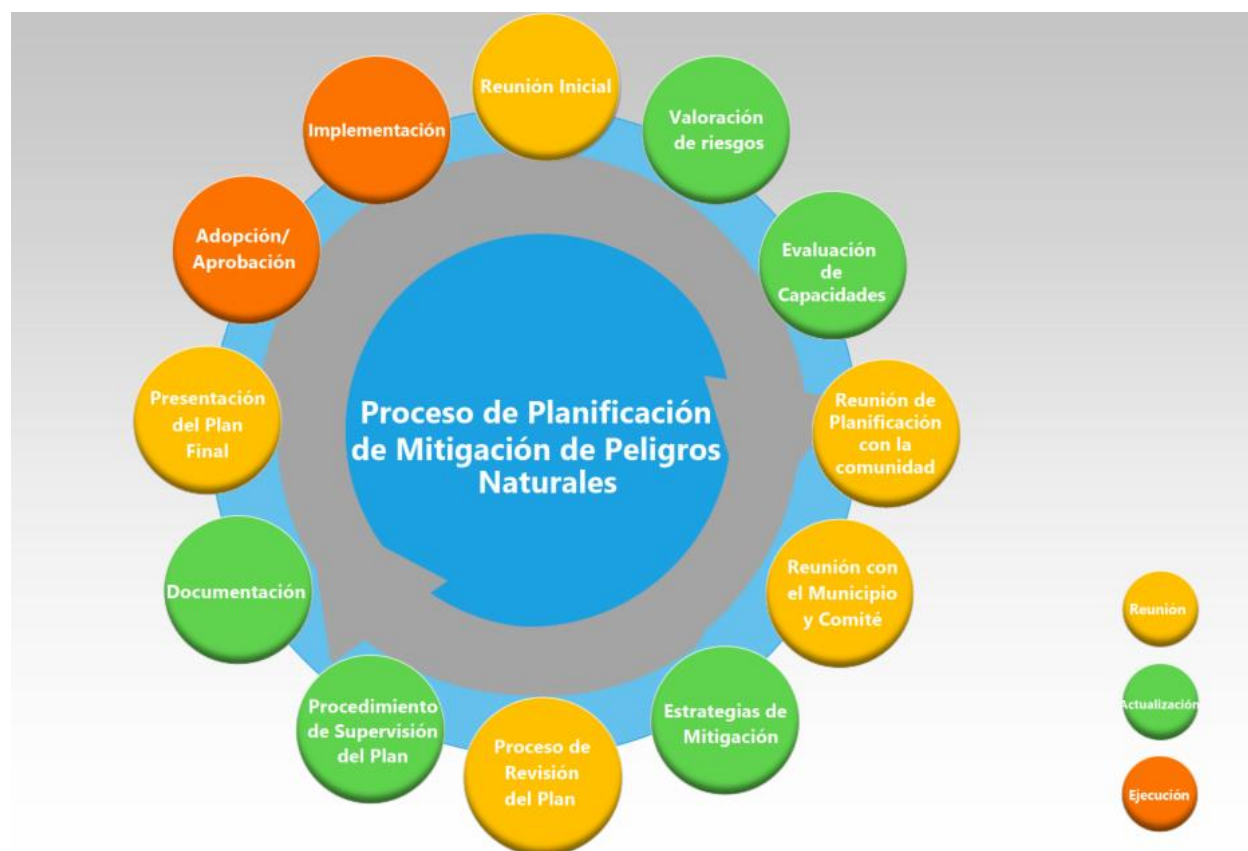 Reunión Inicial
Valoración
de riesgos
Evaluación
de
Capacidades
Reunión de
Planificación
con la
comunidad
Reunión con
el Municipio
y Comité
Estrategias de
Mitigación
Proceso de
Revisión
del Plan
Procedimiento
de Supervisión
del Plan
Documentación
Presentación
del Plan
Final
Adopción/
Aprobación
Implementación
Proceso de Planificación
de Mitigación de Peligros
Naturales
Reunión
Actualización
Ejecución